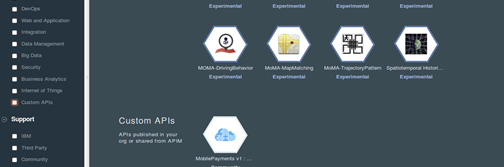 DevOps
Web and Application
Integration
Data Management
Big Data
Security
Business Analytics
Internet of Things
Custom APIs
Support
IBM
Third Party
Community
Experimental Experimental Experimental Experimental
MOMA-DrivingBehavior MoMA-MapMatching MoMA-TrajectoryPattern Spatiotemporal Histori...
Experimental Experimental Experimental Experimental
Custom APIs
APIs published in your
org or shared from APIM
MobilePayments v1 : ...